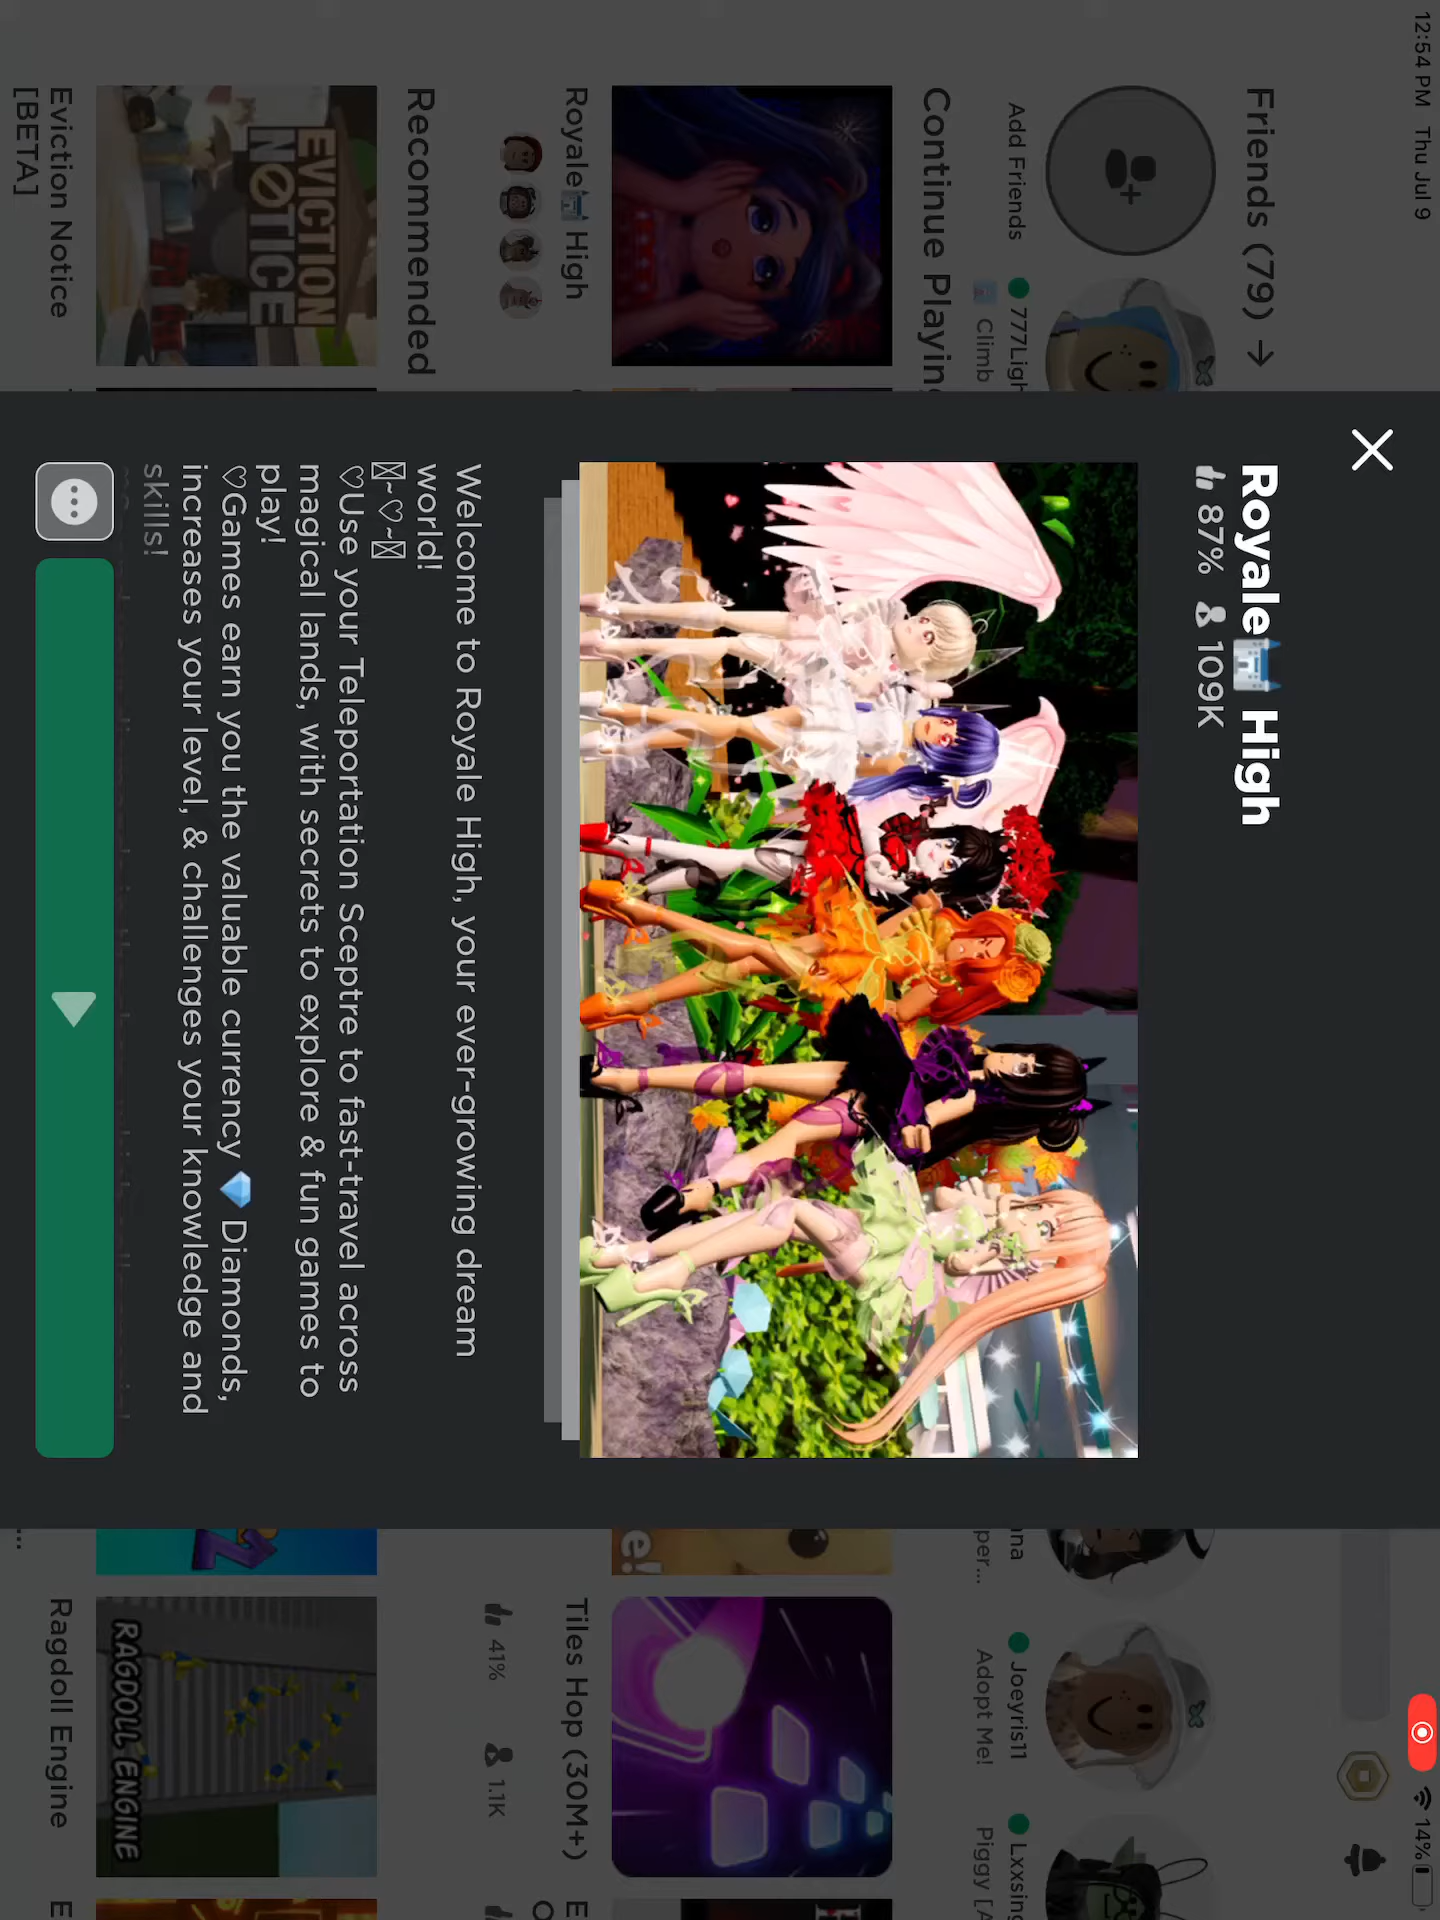 12:54 PM Thu Jul 9
14%
Friends (79) →
Add Friends
777Ligh
Climb
Joeyris11
Adopt Me!
Lxxsing
Piggy [A
Continue Playing
Royale🏰 High
Tiles Hop (30M+)
41% 1.1K
Recommended
EVICTION
NOTICE
RAGDOLL ENGINE
Eviction Notice
[BETA]
Ragdoll Engine
Royale🏰 High
87% 109K
Welcome to Royale High, your ever-growing dream
world!
~♡~
♡Use your Teleportation Sceptre to fast-travel across
magical lands, with secrets to explore & fun games to
play!
♡Games earn you the valuable currency 💎 Diamonds,
increases your level, & challenges your knowledge and
skills!